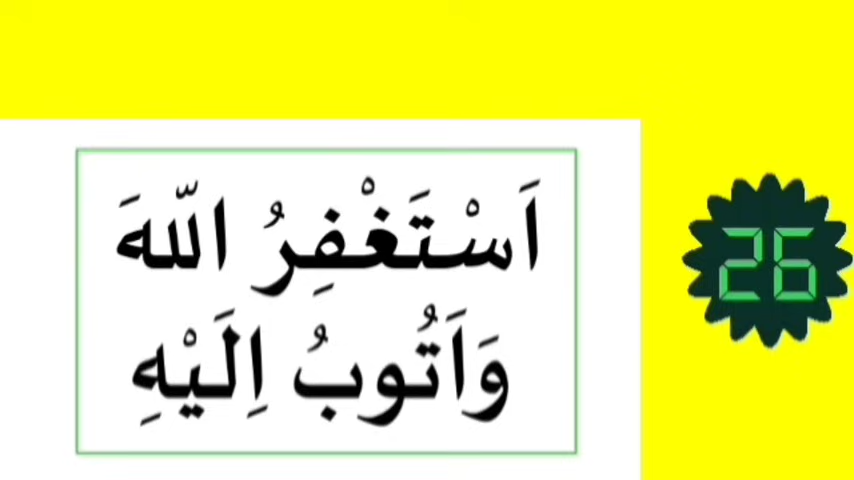 اَسْتَغْفِرُ اللّهَ
وَاَتُوبُ اِلَيْهِ
26